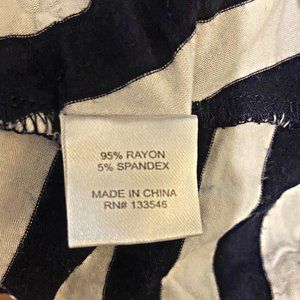 95% RAYON
5% SPANDEX
MADE IN CHINA
RN# 133546